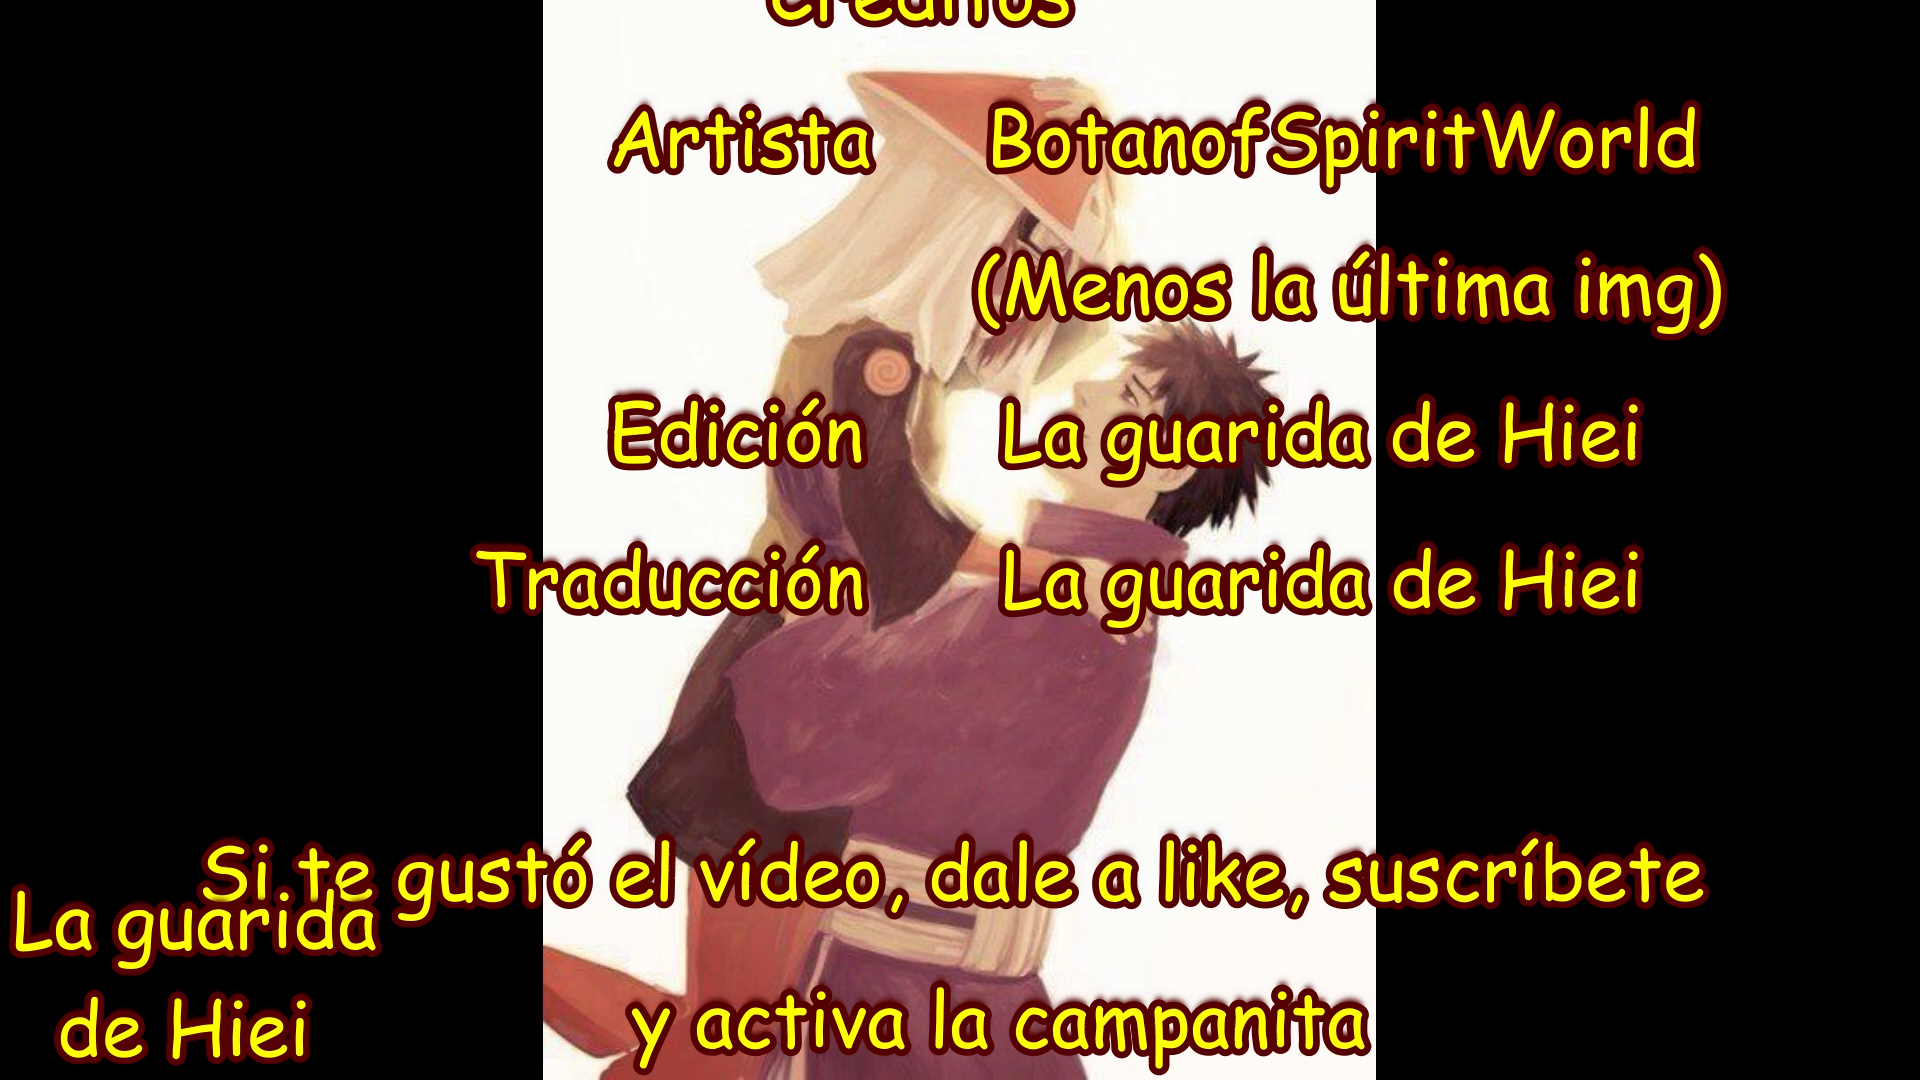 Créditos
Artista BotanofSpiritWorld
(Menos la última img)
Edición La guarida de Hiei
Traducción La guarida de Hiei
Si te gustó el vídeo, dale a like, suscríbete
y activa la campanita
La guarida
de Hiei